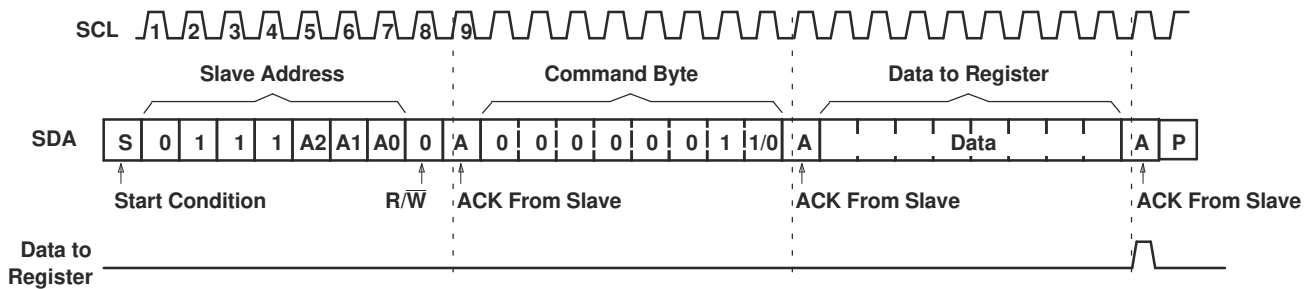 SCL 1 2 3 4 5 6 7 8 9
Slave Address Command Byte Data to Register
SDA S 0 1 1 1 A2 A1 A0 0 A 0 0 0 0 0 0 1 1/0 A Data A P
Start Condition R/W̅ ACK From Slave ACK From Slave ACK From Slave
Data to
Register